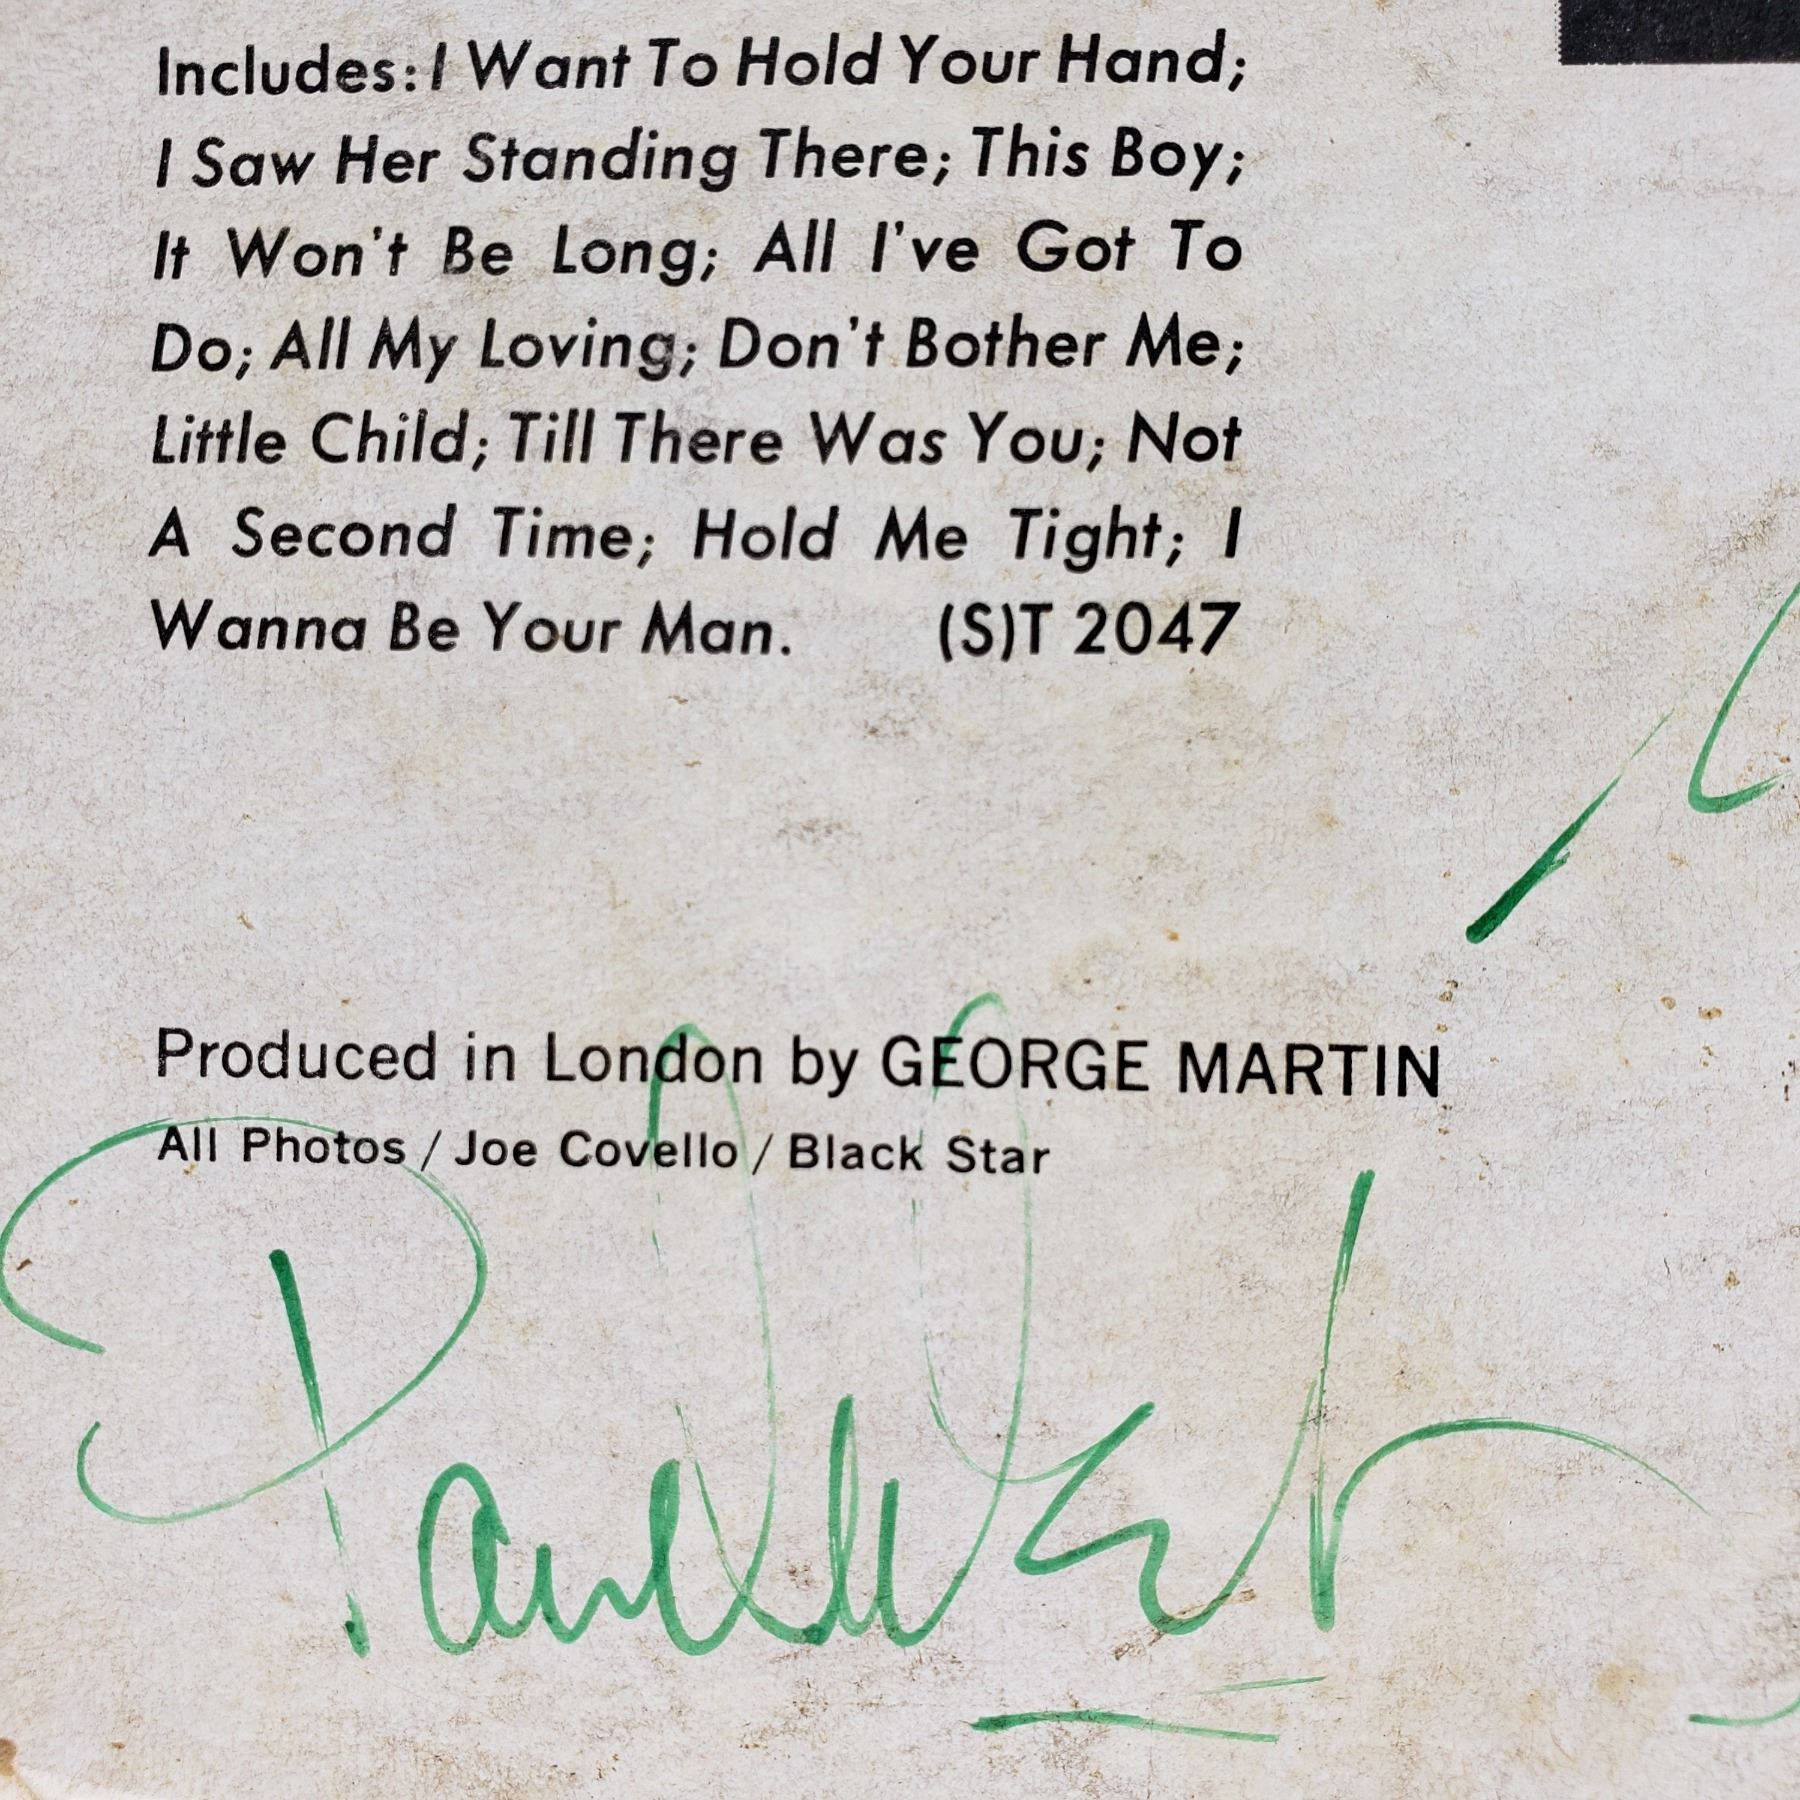 Includes: I Want To Hold Your Hand;
I Saw Her Standing There; This Boy;
It Won't Be Long; All I've Got To
Do; All My Loving; Don't Bother Me;
Little Child; Till There Was You; Not
A Second Time; Hold Me Tight; I
Wanna Be Your Man. (S)T 2047
Produced in London by GEORGE MARTIN
All Photos / Joe Covello / Black Star
Paul